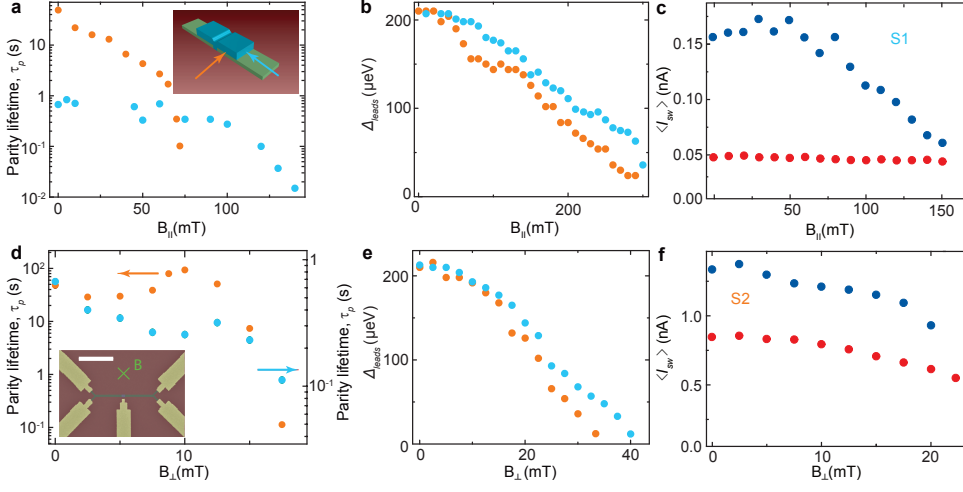 a
Parity lifetime, τp (s)
10
1
10-1
10-2
0
50
100
B||(mT)
b
Δleads (μeV)
200
100
0
0
200
B||(mT)
c
<Isw> (nA)
0.15
0.10
0.05
0.00
S1
50
100
150
B||(mT)
d
Parity lifetime, τp (s)
10²
10
1
10-1
B
0
10
B⊥(mT)
1
10-1
Parity lifetime, τp (s)
e
Δleads (μeV)
200
100
0
0
20
40
B⊥(mT)
f
<Isw> (nA)
1.0
0.5
0.0
S2
0
10
20
B⊥(mT)